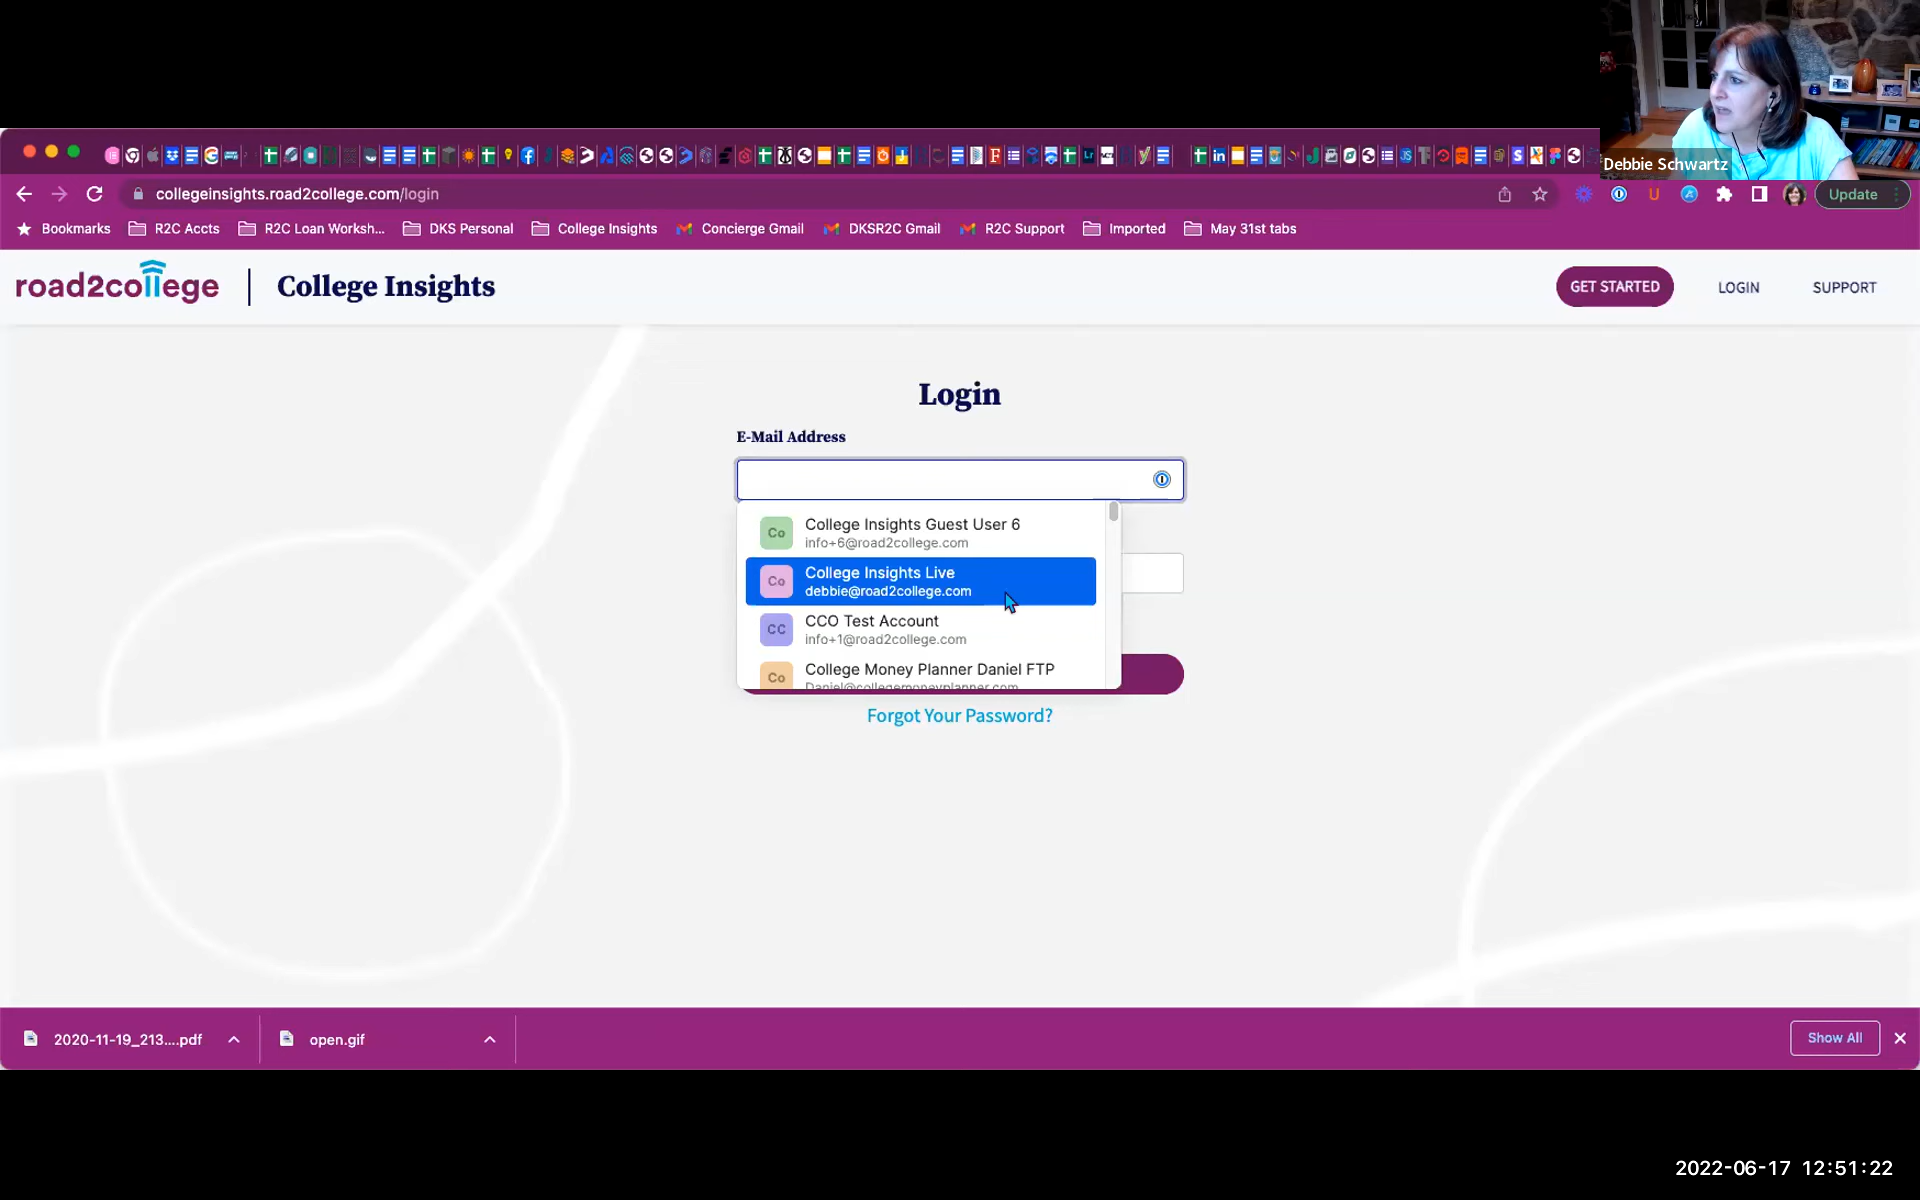 Debbie Schwartz
collegeinsights.road2college.com/login
Update
Bookmarks
R2C Accts
R2C Loan Worksh...
DKS Personal
College Insights
Concierge Gmail
DKSR2C Gmail
R2C Support
Imported
May 31st tabs
road2college
College Insights
GET STARTED
LOGIN
SUPPORT
Login
E-Mail Address
Co
College Insights Guest User 6
info+6@road2college.com
Co
College Insights Live
debbie@road2college.com
CC
CCO Test Account
info+1@road2college.com
Co
College Money Planner Daniel FTP
Daniel@collegemoneyplanner.com
Forgot Your Password?
2020-11-19_213....pdf
open.gif
Show All
2022-06-17 12:51:22